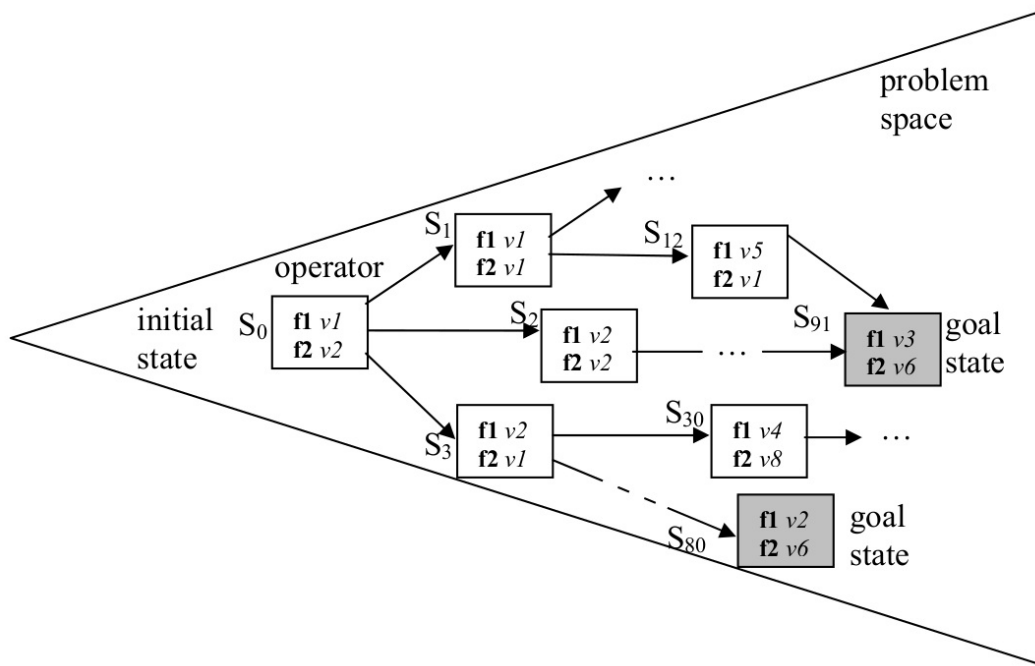 problem
space
…
S1
f1 v1
f2 v1
S12
f1 v5
f2 v1
operator
initial
state
S0
f1 v1
f2 v2
S2
f1 v2
f2 v2
…
S91
f1 v3
f2 v6
goal
state
S3
f1 v2
f2 v1
S30
f1 v4
f2 v8
…
S80
f1 v2
f2 v6
goal
state